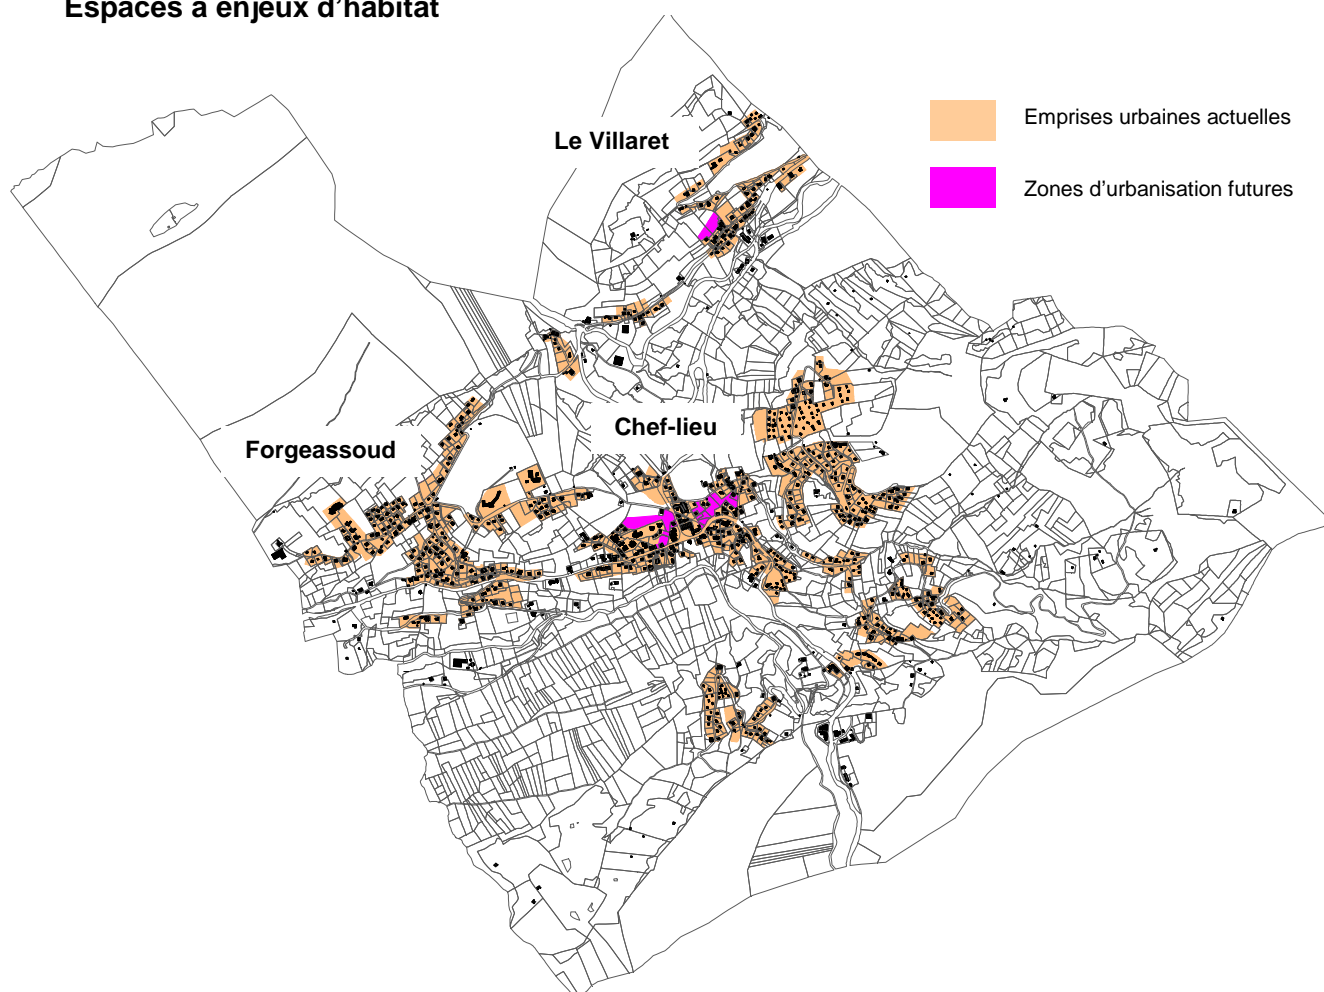 Espaces à enjeux d'habitat
Emprises urbaines actuelles
Le Villaret
Zones d'urbanisation futures
Chef-lieu
Forgeassoud